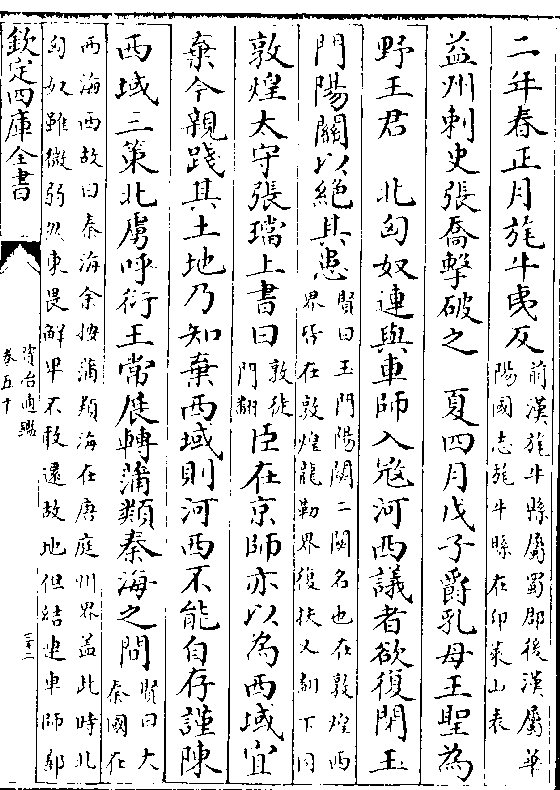 二年春正月旄牛夷反
前漢旄牛縣屬蜀郡後漢屬華
陽國志旄牛縣在卭萊山表
益州刺史張喬擊破之　夏四月戊子爵乳母王聖為
野王君　北匈奴連與車師入冦河西議者欲復閉玉
門陽關以絶其患
賢曰玉門陽關二關名也在敦煌西
界皆在敦煌龍勒界復扶又翻下同
敦煌太守張璫上書曰
敦徒
門翻
臣在京師亦以為西域宜
棄今親踐其土地乃知棄西域則河西不能自存謹陳
西域三策北虜呼衍王常展轉蒲類秦海之間
賢曰大
秦國在
西海西故曰秦海余按蒲類海在唐庭州界盖此時北
匈奴雖微弱然東畏鮮卑不敢還故地但結連車師鄯
欽定四庫全書
資治通鑑
卷五十
三十二